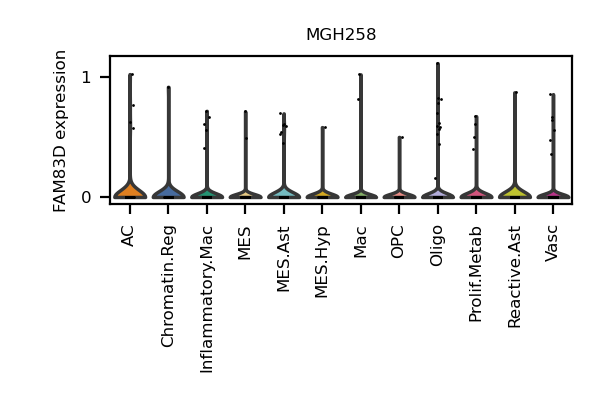 MGH258
FAM83D expression
1
0
AC
Chromatin.Reg
Inflammatory.Mac
MES
MES.Ast
MES.Hyp
Mac
OPC
Oligo
Prolif.Metab
Reactive.Ast
Vasc